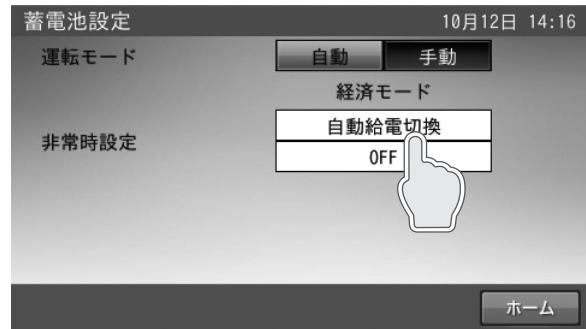 蓄電池設定 10月12日 14:16
運転モード 自動 手動
経済モード
非常時設定 自動給電切換
OFF
ホーム